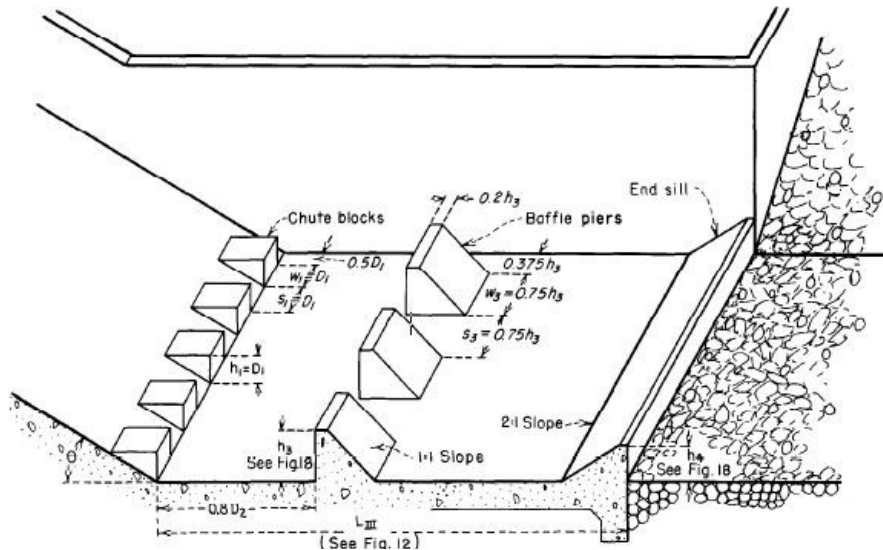 End sill
0.2h₃
Chute blocks
Baffle piers
0.5D₁
0.375h₃
w₁=D₁
w₃=0.75h₃
s₁=D₁
s₃=0.75h₃
h₁=D₁
2:1 Slope
h₃
See Fig.18
1:1 Slope
h₄
See Fig. 18
θ
0.8D₂
L_III
(See Fig. 12)